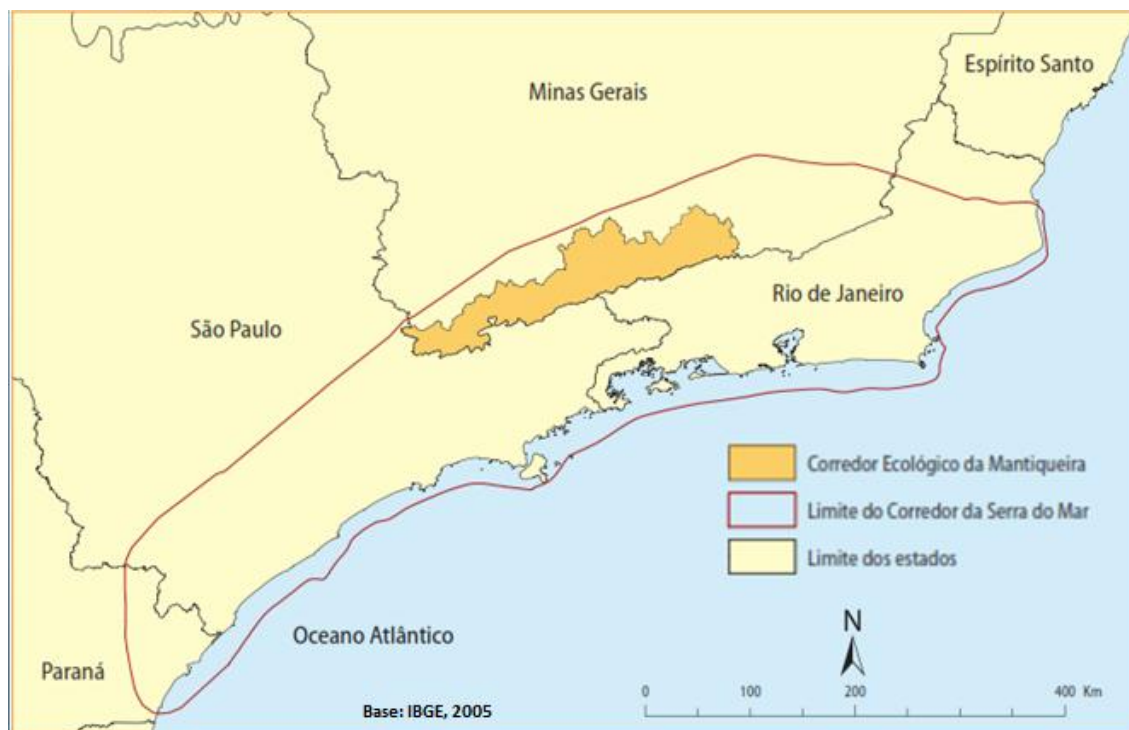 Espírito Santo
Minas Gerais
São Paulo
Rio de Janeiro
Corredor Ecológico da Mantiqueira
Limite do Corredor da Serra do Mar
Limite dos estados
Oceano Atlântico
N
Paraná
0 100 200 400 Km
Base: IBGE, 2005